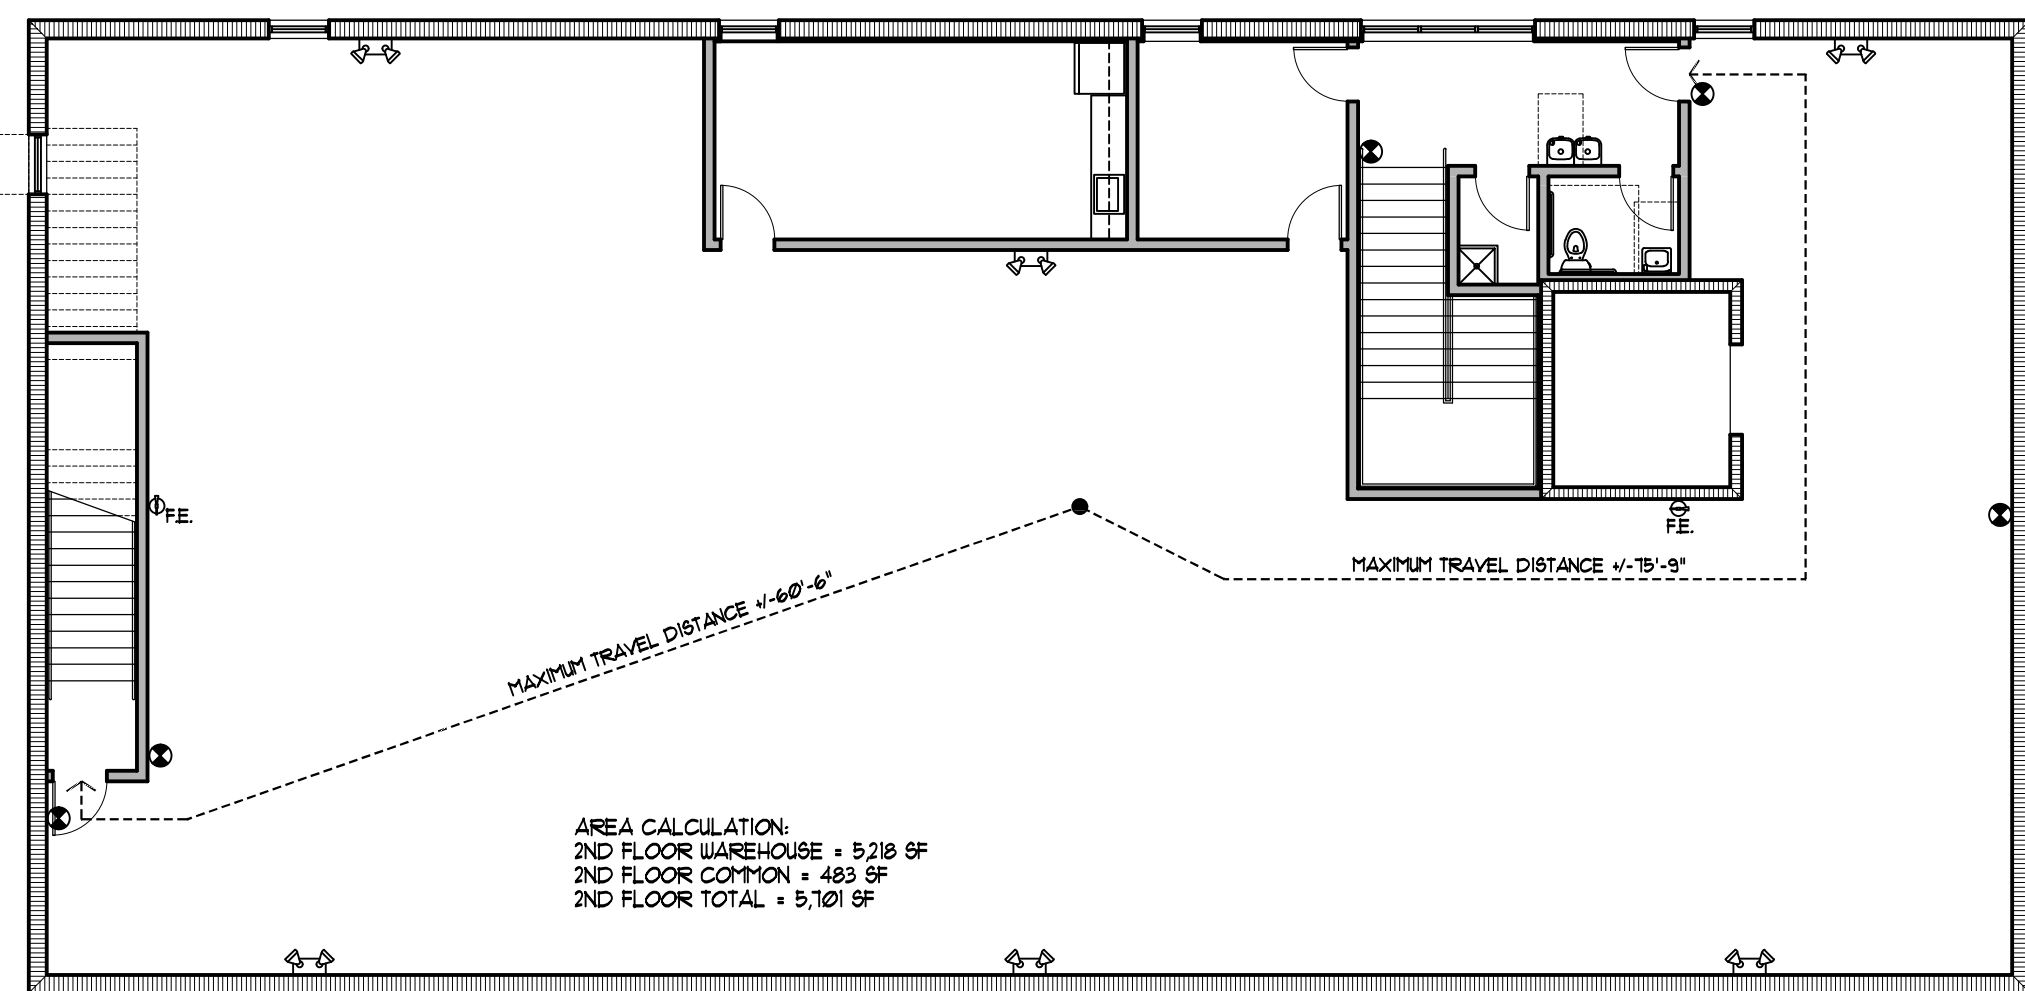 F.E.
F.E.
MAXIMUM TRAVEL DISTANCE +/-75'-9"
MAXIMUM TRAVEL DISTANCE +/-60'-6"
AREA CALCULATION:
2ND FLOOR WAREHOUSE = 5,218 SF
2ND FLOOR COMMON = 483 SF
2ND FLOOR TOTAL = 5,701 SF